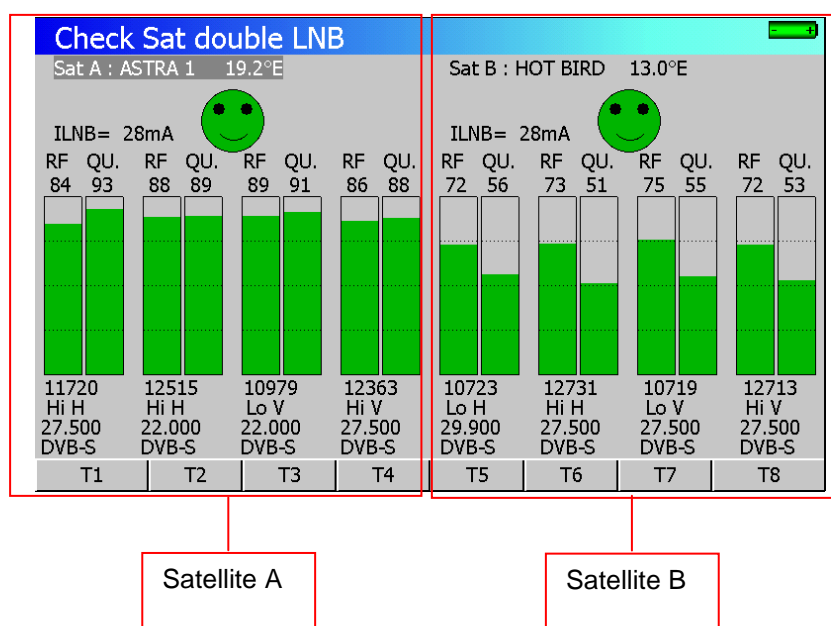 Check Sat double LNB
- +
Sat A : ASTRA 1 19.2°E
Sat B : HOT BIRD 13.0°E
ILNB= 28mA
ILNB= 28mA
RF QU. RF QU. RF QU. RF QU. RF QU. RF QU. RF QU. RF QU.
84 93 88 89 89 91 86 88 72 56 73 51 75 55 72 53
11720 12515 10979 12363 10723 12731 10719 12713
Hi H Hi H Lo V Hi V Lo H Hi H Lo V Hi V
27.500 22.000 22.000 27.500 29.900 27.500 27.500 27.500
DVB-S DVB-S DVB-S DVB-S DVB-S DVB-S DVB-S DVB-S
T1 T2 T3 T4 T5 T6 T7 T8
Satellite A
Satellite B